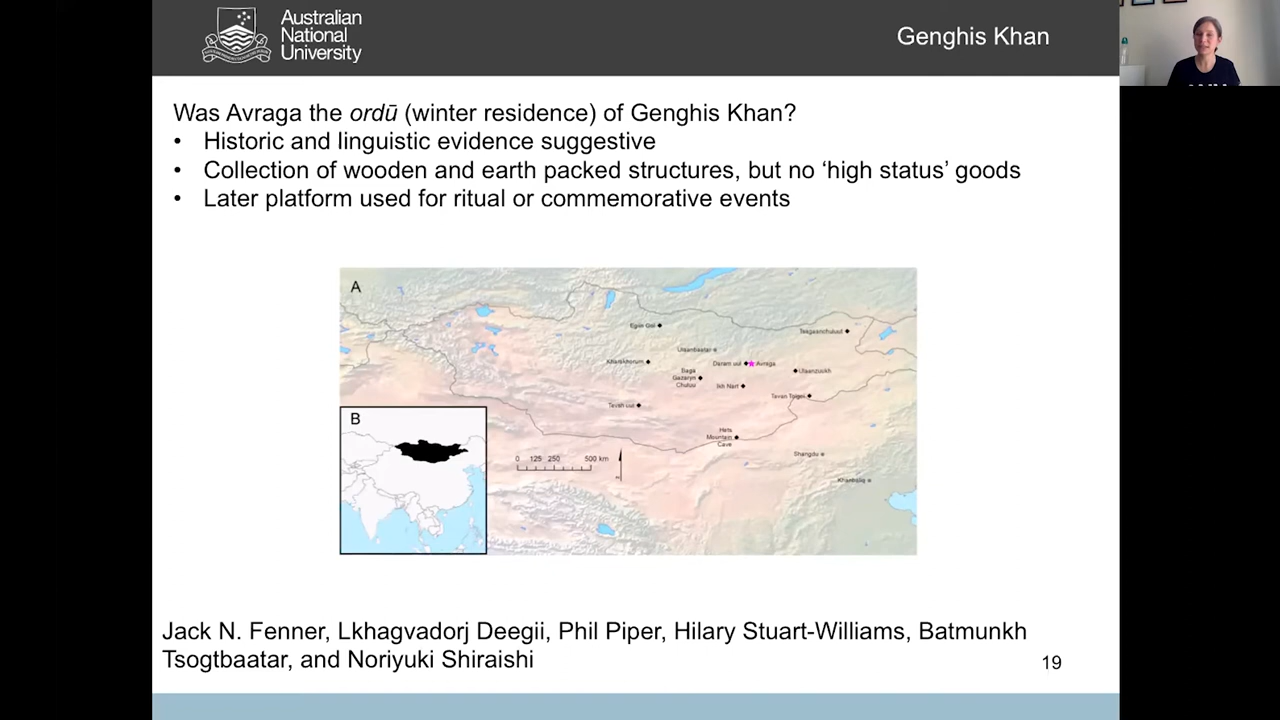 Australian
National
University
Genghis Khan
Was Avraga the ordū (winter residence) of Genghis Khan?
• Historic and linguistic evidence suggestive
• Collection of wooden and earth packed structures, but no ‘high status’ goods
• Later platform used for ritual or commemorative events
A
Egiin Gol
Tsagaanchuluut
Ulaanbaatar
Kharakhorum
Daram uul
Avraga
Baga
Gazaryn
Chuluu
Ulaanzuukh
Ikh Nart
Tavan Tolgoi
Tevsh uul
B
Hets
Mountain
Cave
0 125 250 500 km
Shangdu
Khanbaliq
Jack N. Fenner, Lkhagvadorj Deegii, Phil Piper, Hilary Stuart-Williams, Batmunkh
Tsogtbaatar, and Noriyuki Shiraishi
19